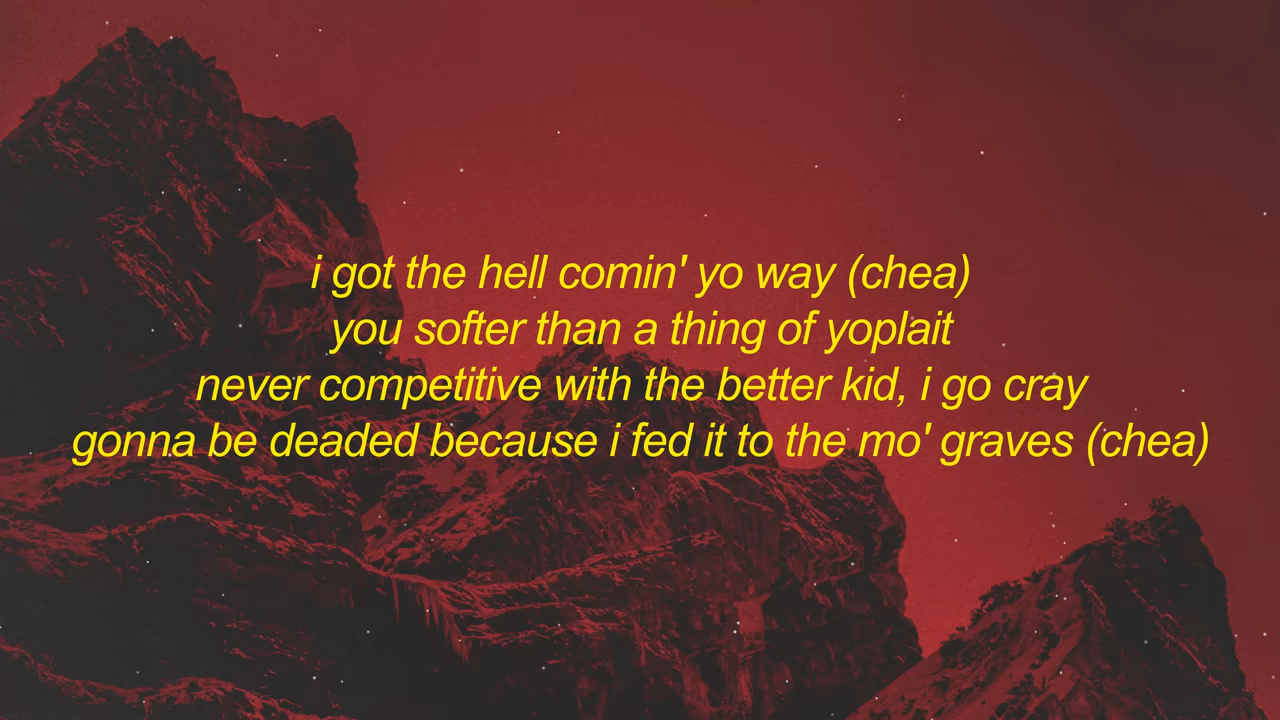 i got the hell comin' yo way (chea)
you softer than a thing of yoplait
never competitive with the better kid, i go cray
gonna be deaded because i fed it to the mo' graves (chea)